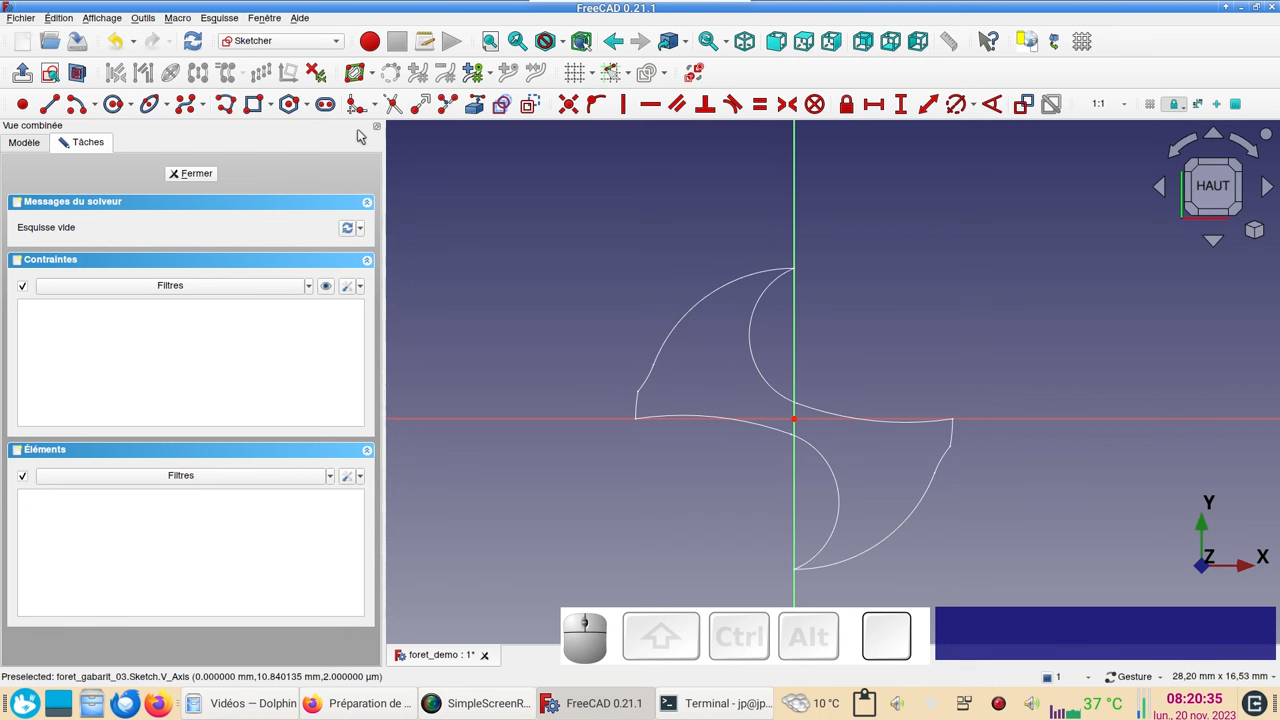 FreeCAD 0.21.1
Fichier Édition Affichage Outils Macro Esquisse Fenêtre Aide
Sketcher
1:1
Vue combinée
Modèle Tâches
Fermer
Messages du solveur
Esquisse vide
Contraintes
Filtres
Éléments
Filtres
HAUT
Y
Z X
Ctrl Alt
foret_demo : 1*
Preselected: foret_gabarit_03.Sketch.V_Axis (0.000000 mm,10.840135 mm,2.000000 µm)
1 Gesture 28,20 mm x 16,53 mm
Vidéos — Dolphin
Préparation de ...
SimpleScreenR...
FreeCAD 0.21.1
Terminal - jp@jp...
10 °C
37 °C
08:20:35
lun., 20 nov. 2023